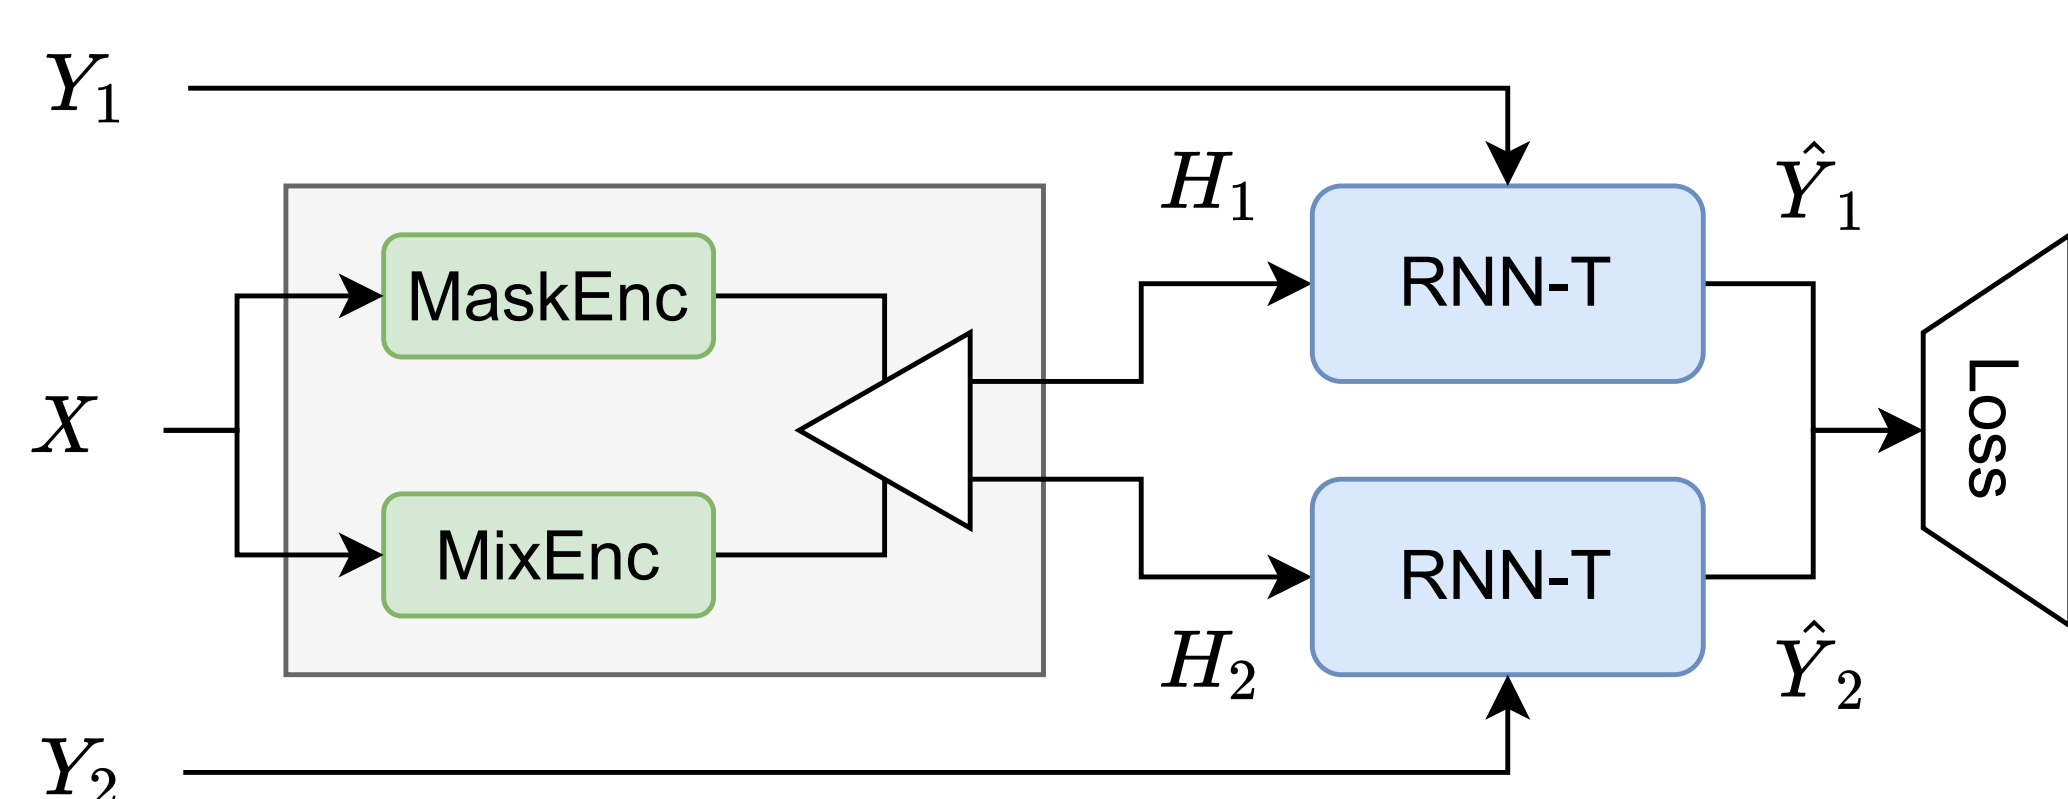 Y₁
H₁
Ŷ₁
MaskEnc
RNN-T
X
Loss
MixEnc
RNN-T
H₂
Ŷ₂
Y₂